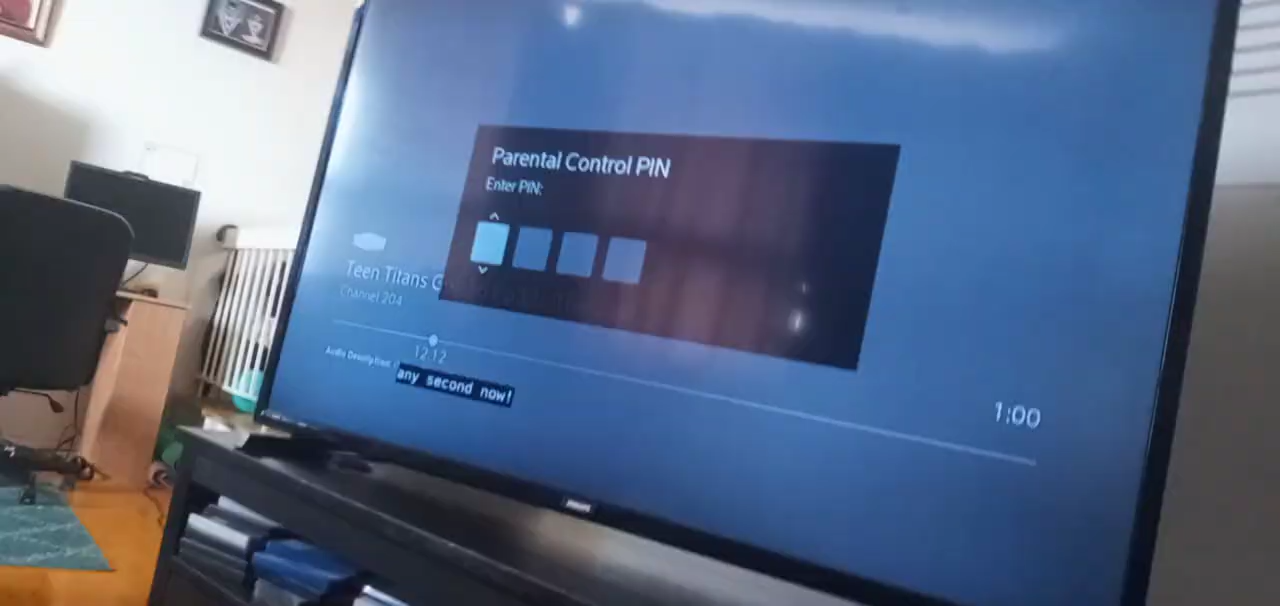 Parental Control PIN
Enter PIN:
Teen Titans G
Channel 204
12:12
Audio Description
any second now!
1:00